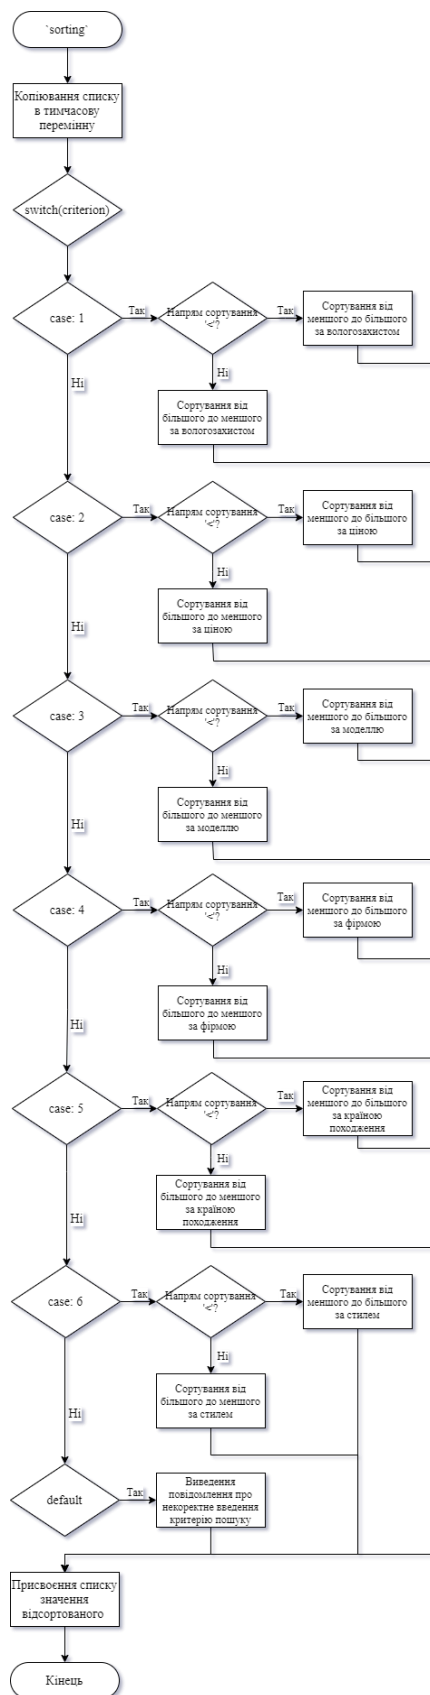 `sorting`
Копіювання списку
в тимчасову
перемінну
switch(criterion)
case: 1
Так
Напрям сортування
'<'?
Так
Сортування від
меншого до більшого
за вологозахистом
Ні
Ні
Сортування від
більшого до меншого
за вологозахистом
case: 2
Так
Напрям сортування
'<'?
Так
Сортування від
меншого до більшого
за ціною
Ні
Ні
Сортування від
більшого до меншого
за ціною
case: 3
Так
Напрям сортування
'<'?
Так
Сортування від
меншого до більшого
за моделлю
Ні
Ні
Сортування від
більшого до меншого
за моделлю
case: 4
Так
Напрям сортування
'<'?
Так
Сортування від
меншого до більшого
за фірмою
Ні
Ні
Сортування від
більшого до меншого
за фірмою
case: 5
Так
Напрям сортування
'<'?
Так
Сортування від
меншого до більшого
за країною
походження
Ні
Ні
Сортування від
більшого до меншого
за країною
походження
case: 6
Так
Напрям сортування
'<'?
Так
Сортування від
меншого до більшого
за стилем
Ні
Ні
Сортування від
більшого до меншого
за стилем
default
Так
Виведення
повідомлення про
некоректне введення
критерію пошуку
Присвоєння списку
значення
відсортованого
Кінець